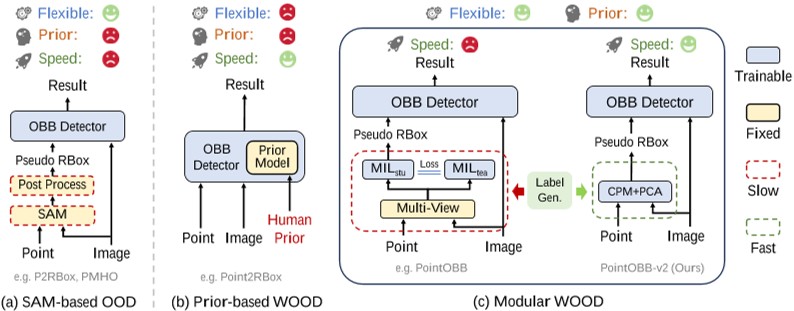 Flexible:
Prior:
Speed:
Result
OBB Detector
Pseudo RBox
Post Process
SAM
Point
Image
e.g. P2RBox, PMHO
(a) SAM-based OOD
Flexible:
Prior:
Speed:
Result
OBB
Detector
Prior
Model
Human
Prior
Point
Image
e.g. Point2RBox
(b) Prior-based WOOD
Flexible:
Prior:
Speed:
Result
OBB Detector
Pseudo RBox
MILstu
Loss
MILtea
Multi-View
Point
Image
e.g. PointOBB
Label
Gen.
Speed:
Result
OBB Detector
Pseudo RBox
CPM+PCA
Point
Image
PointOBB-v2 (Ours)
(c) Modular WOOD
Trainable
Fixed
Slow
Fast